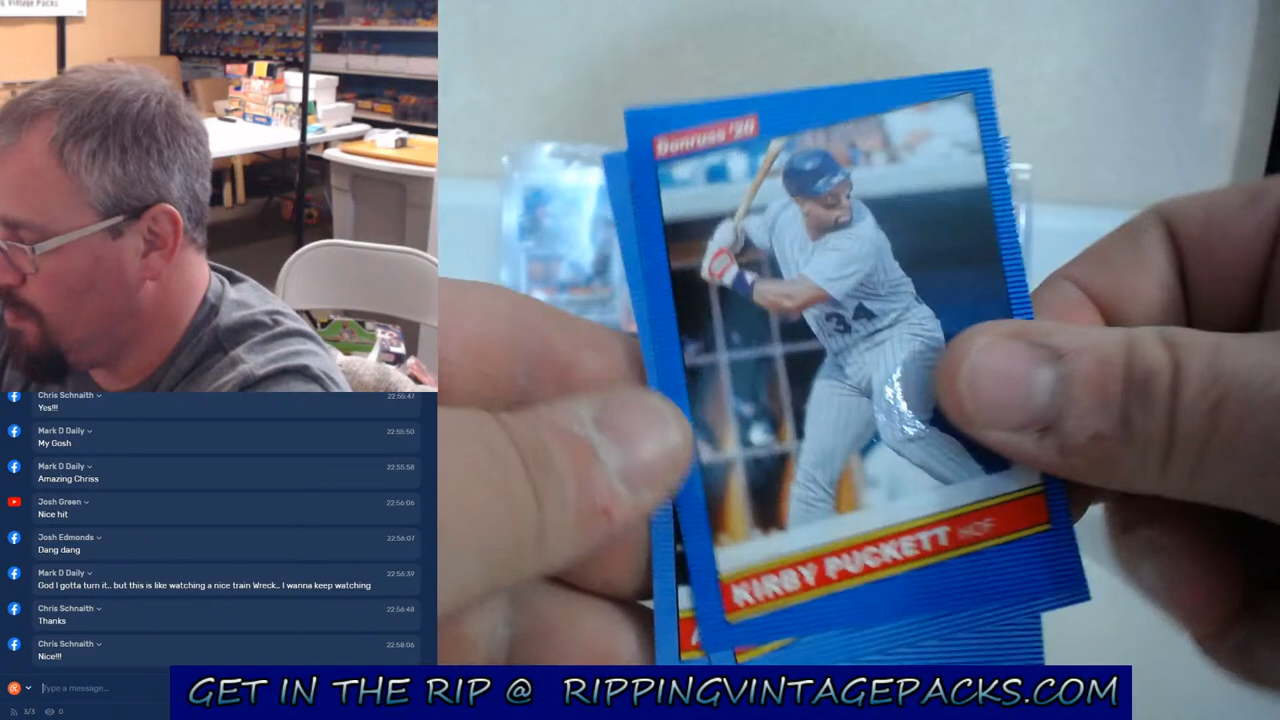 Vintage Packs
Donruss '20
34
KIRBY PUCKETT HOF
Chris Schnaith
22:55:47
Yes!!!
Mark D Daily
22:55:50
My Gosh
Mark D Daily
22:55:58
Amazing Chriss
Josh Green
22:56:06
Nice hit
Josh Edmonds
22:56:07
Dang dang
Mark D Daily
22:56:39
God I gotta turn it.. but this is like watching a nice train Wreck.. I wanna keep watching
Chris Schnaith
22:56:48
Thanks
Chris Schnaith
22:58:06
Nice!!!
Type a message...
3/3 0
GET IN THE RIP @ RIPPINGVINTAGEPACKS.COM